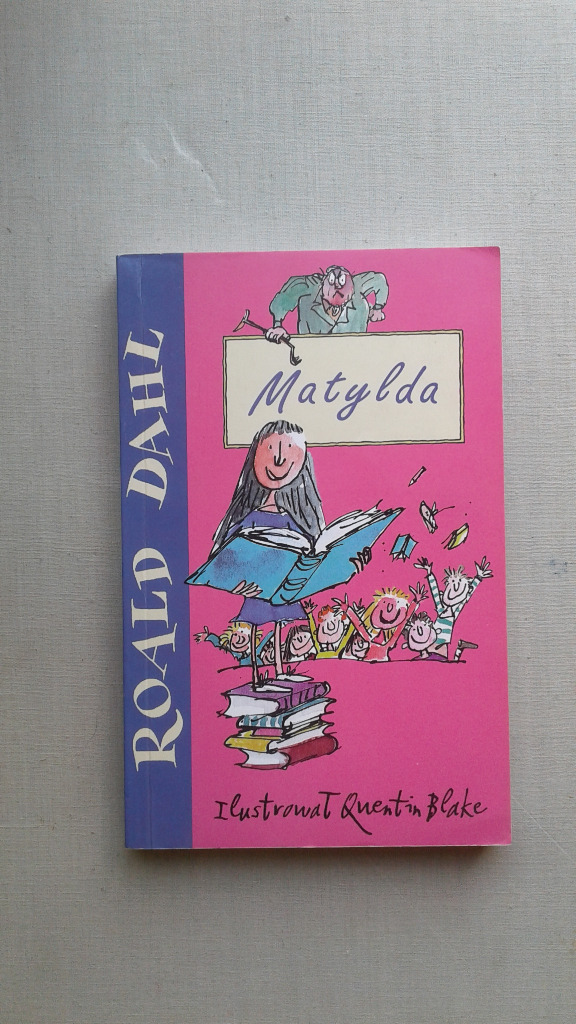 ROALD DAHL
Matylda
Ilustrował Quentin Blake